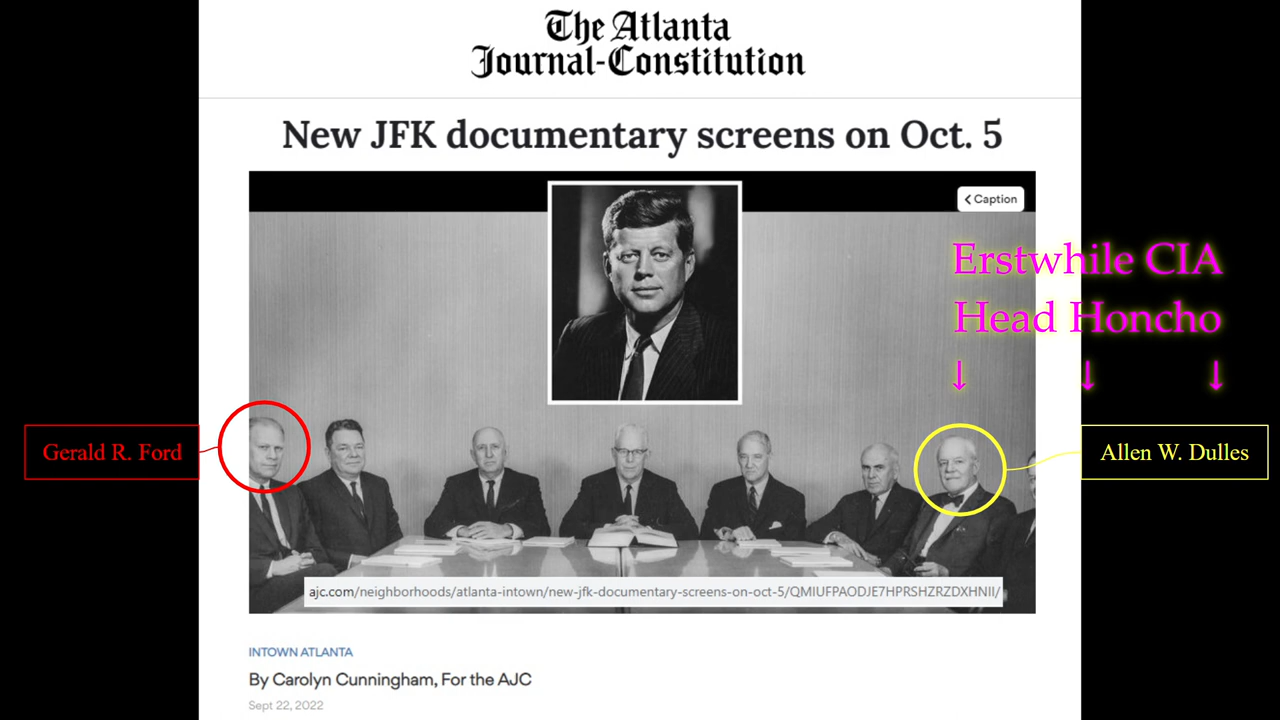 The Atlanta
Journal-Constitution
New JFK documentary screens on Oct. 5
Caption
Erstwhile CIA
Head Honcho
↓ ↓ ↓
Gerald R. Ford
Allen W. Dulles
ajc.com/neighborhoods/atlanta-intown/new-jfk-documentary-screens-on-oct-5/QMIUFPAODJE7HPRSHZRZDXHNII/
INTOWN ATLANTA
By Carolyn Cunningham, For the AJC
Sept 22, 2022